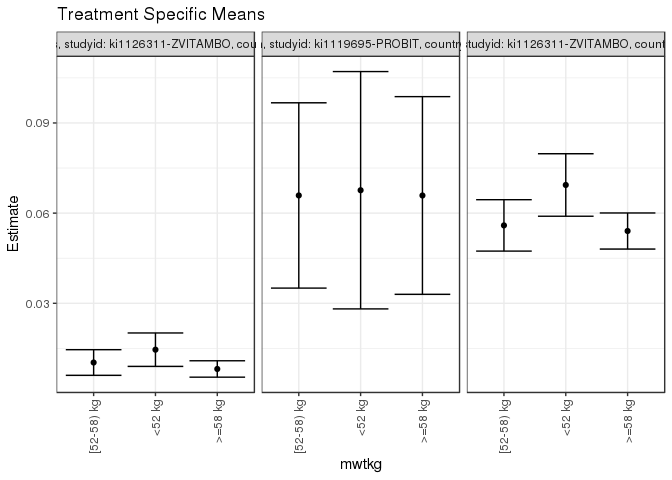 Treatment Specific Means
, studyid: ki1126311-ZVITAMBO, cou
, studyid: ki1119695-PROBIT, country
studyid: ki1126311-ZVITAMBO, count
Estimate
0.09
0.06
0.03
[52-58) kg
<52 kg
>=58 kg
[52-58) kg
<52 kg
>=58 kg
[52-58) kg
<52 kg
>=58 kg
mwtkg